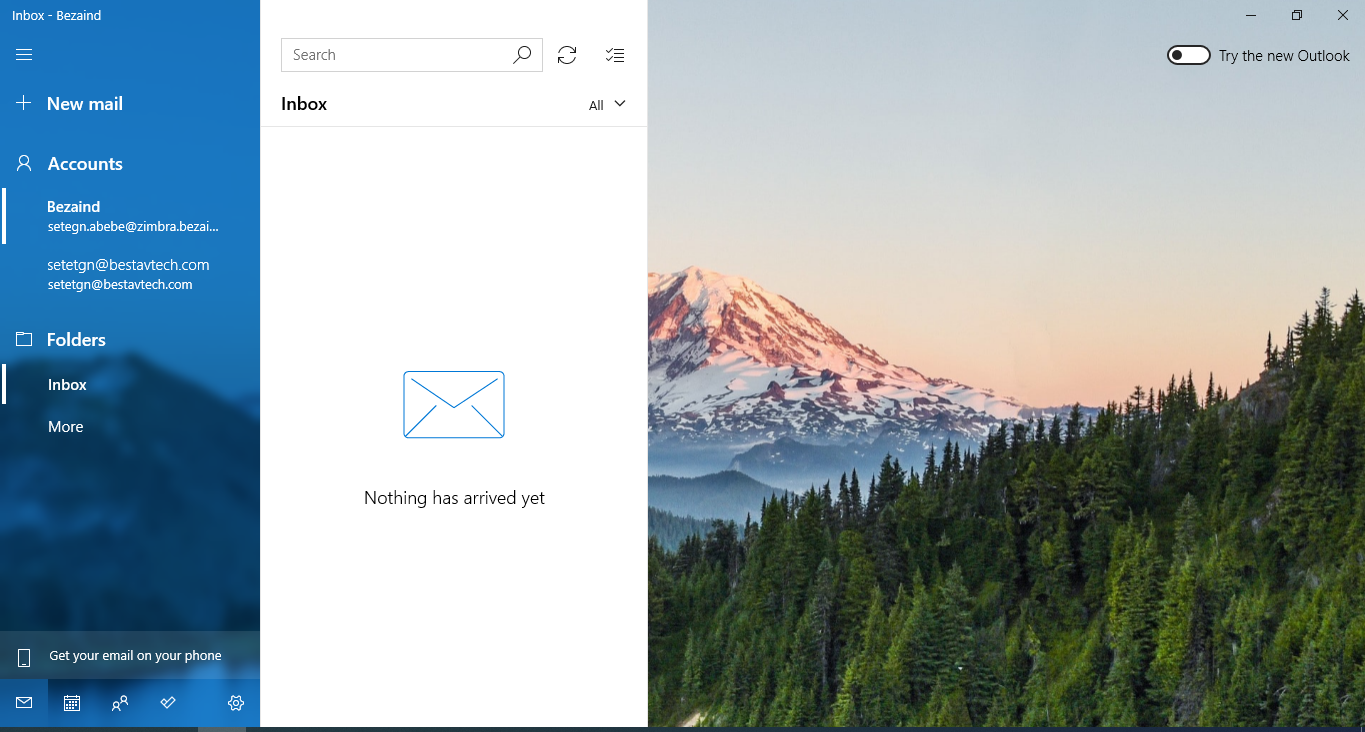 Inbox - Bezaind
New mail
Accounts
Bezaind
setegn.abebe@zimbra.bezai...
setetgn@bestavtech.com
setetgn@bestavtech.com
Folders
Inbox
More
Get your email on your phone
Search
Inbox
All
Nothing has arrived yet
Try the new Outlook